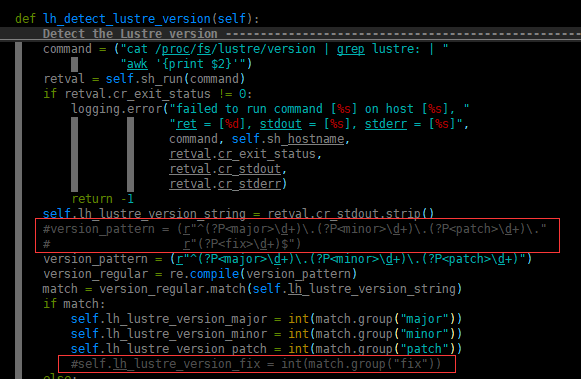 def lh_detect_lustre_version(self):
Detect the Lustre version ---------------------------------------------------
command = ("cat /proc/fs/lustre/version | grep lustre: | "
"awk '{print $2}'")
retval = self.sh_run(command)
if retval.cr_exit_status != 0:
logging.error("failed to run command [%s] on host [%s], "
"ret = [%d], stdout = [%s], stderr = [%s]",
command, self.sh_hostname,
retval.cr_exit_status,
retval.cr_stdout,
retval.cr_stderr)
return -1
self.lh_lustre_version_string = retval.cr_stdout.strip()
#version_pattern = (r"^(?P<major>\d+)\.(?P<minor>\d+)\.(?P<patch>\d+)\."
# r"(?P<fix>\d+)$")
version_pattern = (r"^(?P<major>\d+)\.(?P<minor>\d+)\.(?P<patch>\d+)")
version_regular = re.compile(version_pattern)
match = version_regular.match(self.lh_lustre_version_string)
if match:
self.lh_lustre_version_major = int(match.group("major"))
self.lh_lustre_version_minor = int(match.group("minor"))
self.lh_lustre_version_patch = int(match.group("patch"))
#self.lh_lustre_version_fix = int(match.group("fix"))
else: